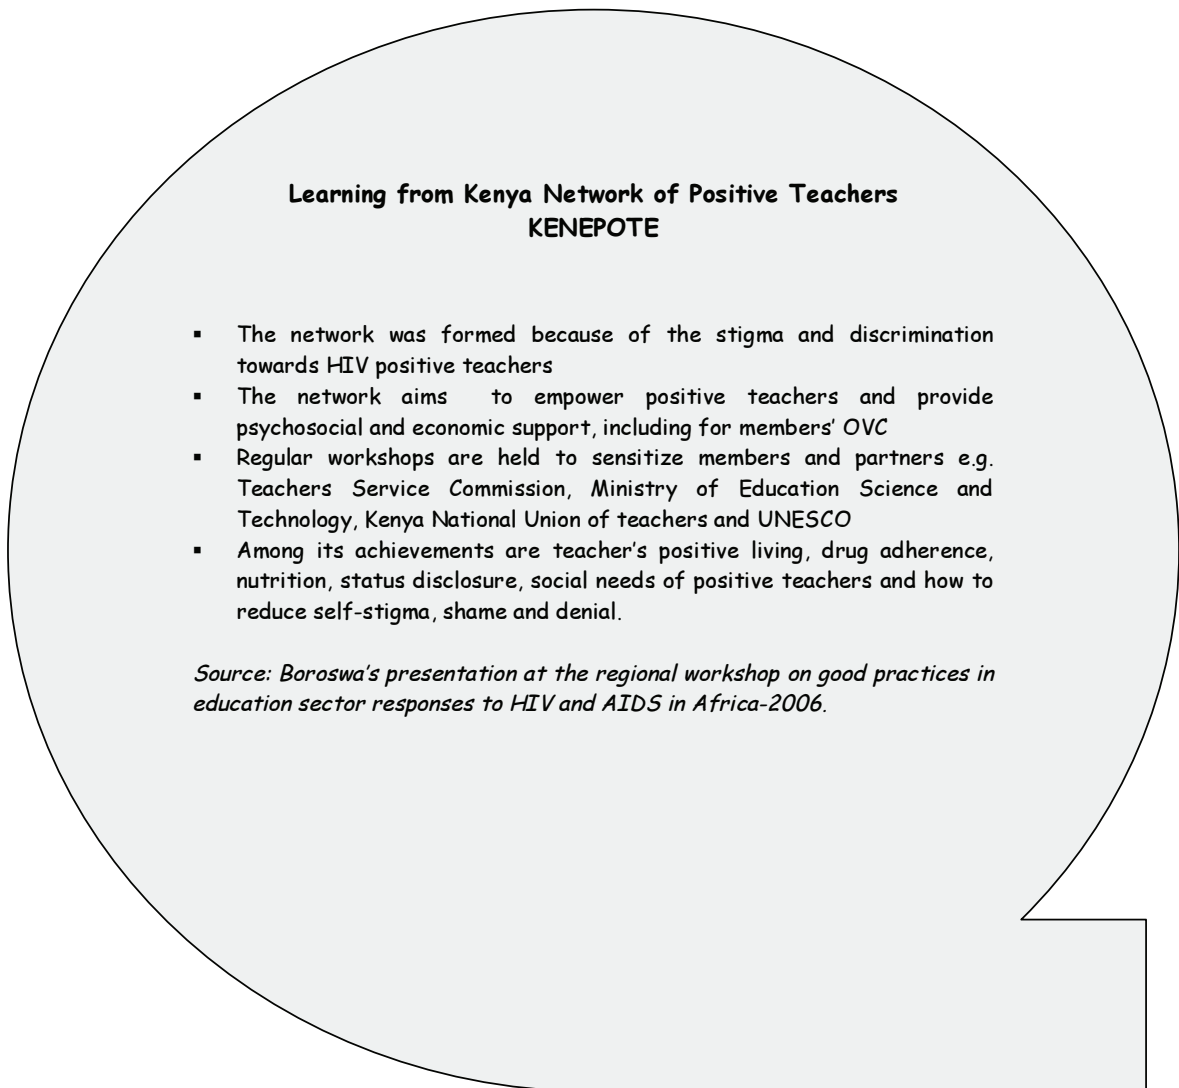 Learning from Kenya Network of Positive Teachers
KENEPOTE
▪ The network was formed because of the stigma and discrimination
towards HIV positive teachers
▪ The network aims to empower positive teachers and provide
psychosocial and economic support, including for members’ OVC
▪ Regular workshops are held to sensitize members and partners e.g.
Teachers Service Commission, Ministry of Education Science and
Technology, Kenya National Union of teachers and UNESCO
▪ Among its achievements are teacher’s positive living, drug adherence,
nutrition, status disclosure, social needs of positive teachers and how to
reduce self-stigma, shame and denial.
Source: Boroswa’s presentation at the regional workshop on good practices in
education sector responses to HIV and AIDS in Africa-2006.